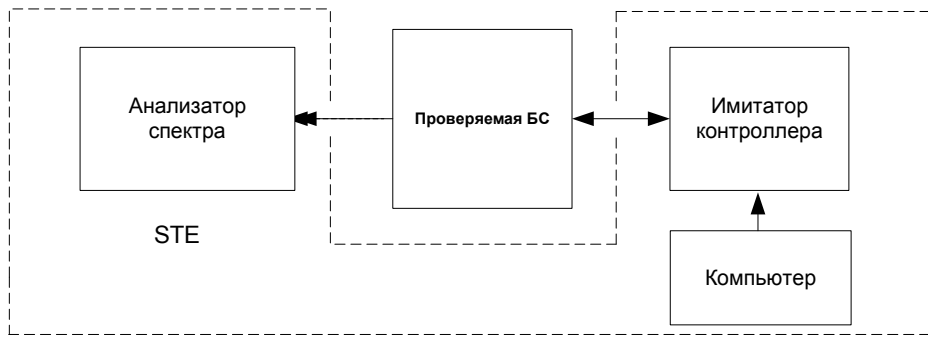 Анализатор
спектра
Проверяемая БС
Имитатор
контроллера
STE
Компьютер